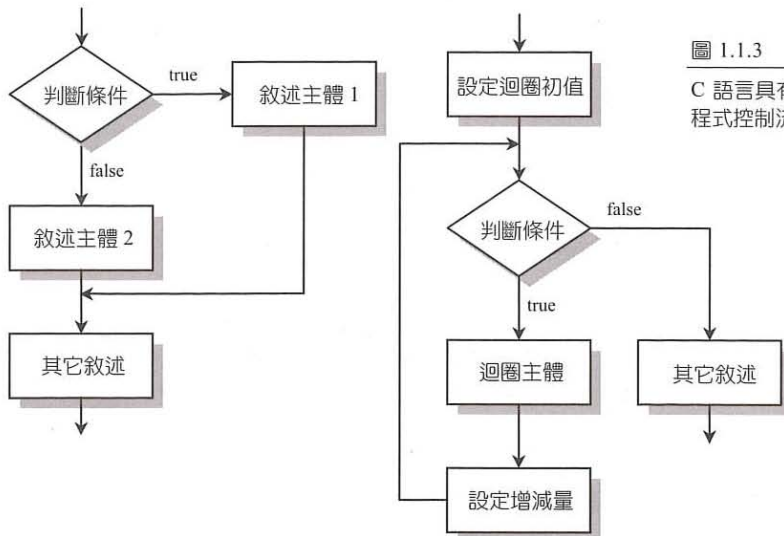 判斷條件
true
敘述主體 1
false
敘述主體 2
其它敘述
設定迴圈初值
判斷條件
false
true
迴圈主體
其它敘述
設定增減量
圖 1.1.3
C 語言具有
程式控制